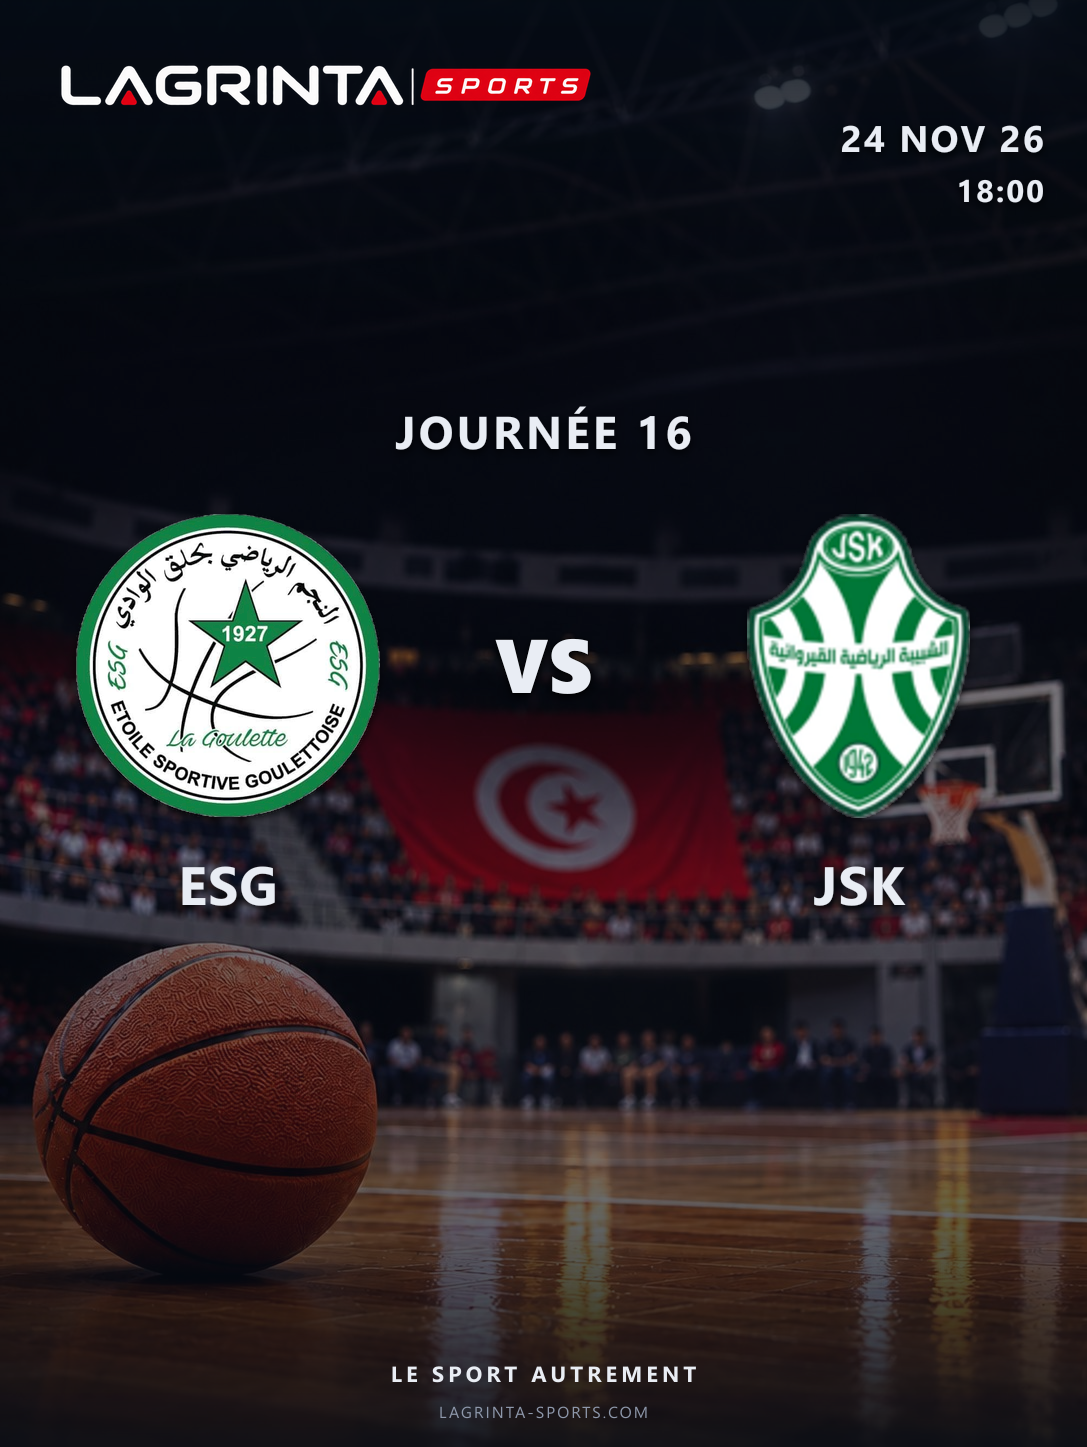 LAGRINTA SPORTS
24 NOV 26
18:00
JOURNÉE 16
النجم الرياضي بحلق الوادي
1927
ESG
ESG
La Goulette
ETOILE SPORTIVE GOULETTOISE
VS
JSK
الشبيبة الرياضية القيروانية
1942
ESG
JSK
LE SPORT AUTREMENT
LAGRINTA-SPORTS.COM